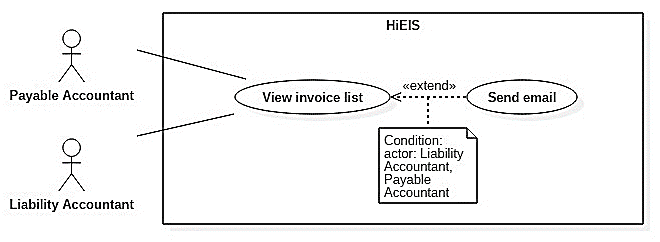 HiEIS
Payable Accountant
View invoice list
«extend»
Send email
Condition:
actor: Liability
Accountant,
Payable
Accountant
Liability Accountant